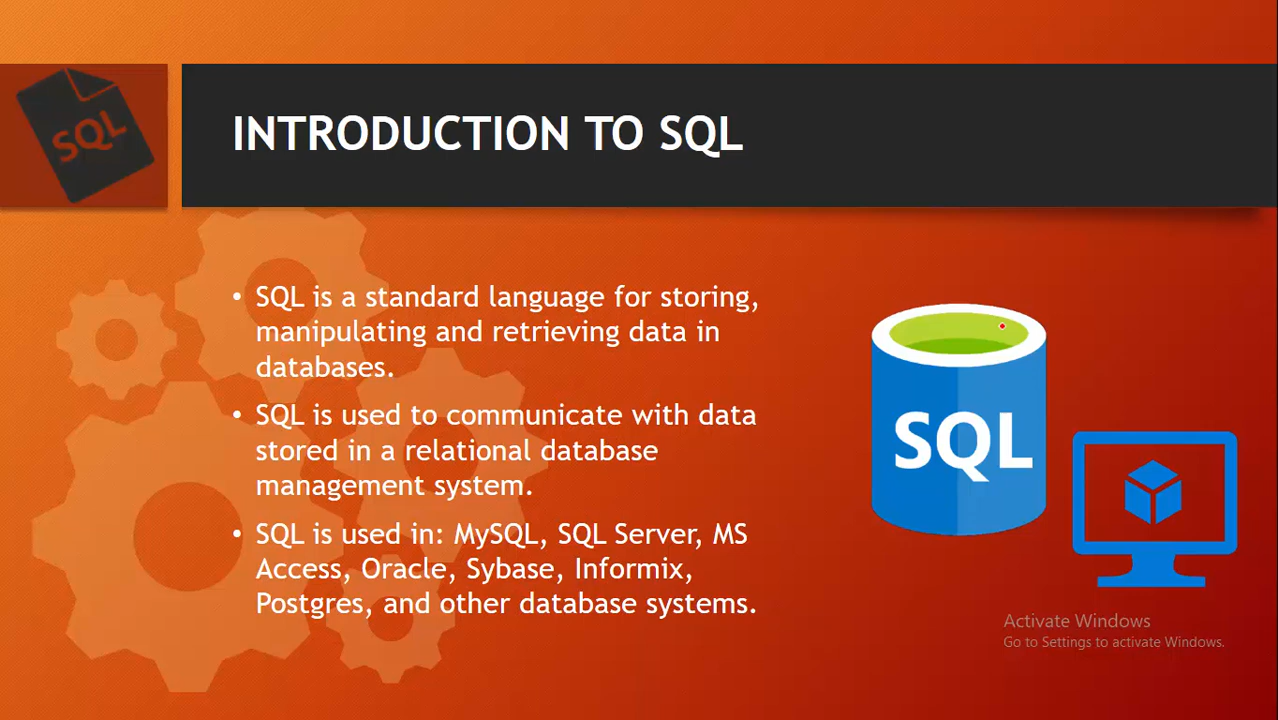 SQL
INTRODUCTION TO SQL
• SQL is a standard language for storing,
manipulating and retrieving data in
databases.
• SQL is used to communicate with data
stored in a relational database
management system.
• SQL is used in: MySQL, SQL Server, MS
Access, Oracle, Sybase, Informix,
Postgres, and other database systems.
SQL
Activate Windows
Go to Settings to activate Windows.